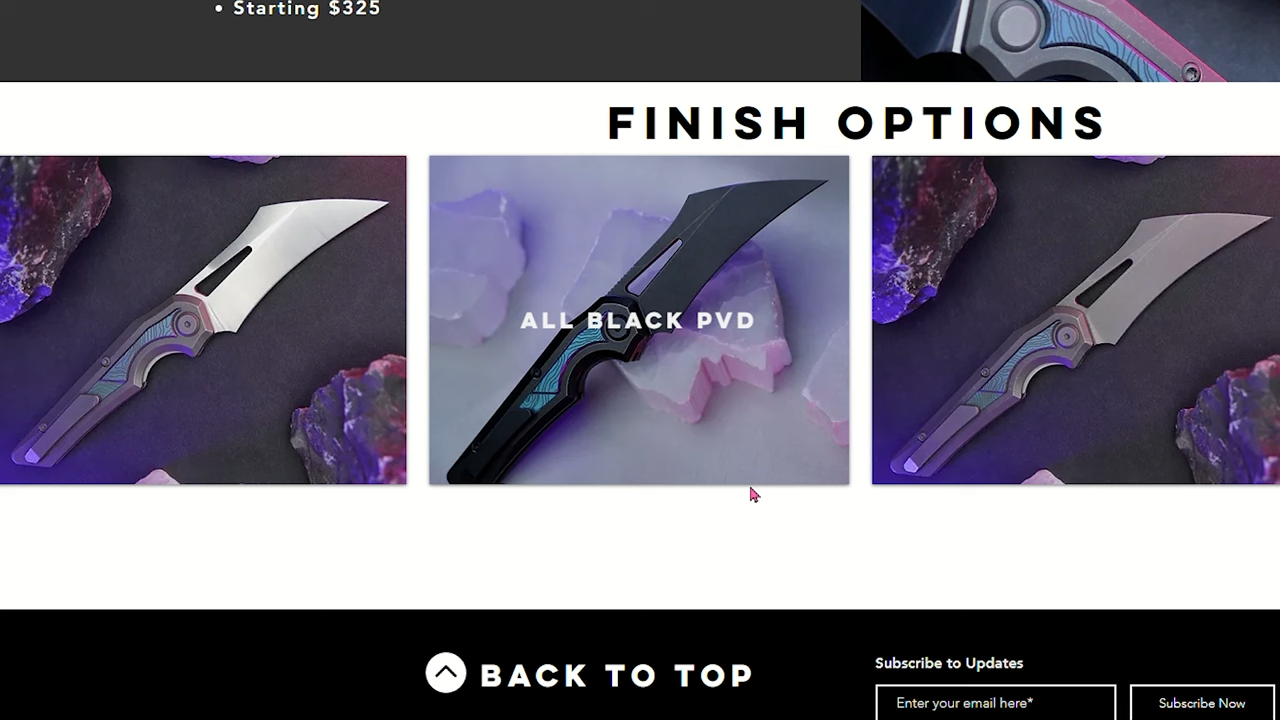 • Starting $325
FINISH OPTIONS
ALL BLACK PVD
BACK TO TOP
Subscribe to Updates
Enter your email here*
Subscribe Now